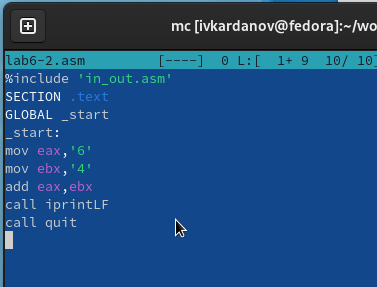 mc [ivkardanov@fedora]:~/wo
lab6-2.asm [----] 0 L:[ 1+ 9 10/ 10]
%include 'in_out.asm'
SECTION .text
GLOBAL _start
_start:
mov eax,'6'
mov ebx,'4'
add eax,ebx
call iprintLF
call quit